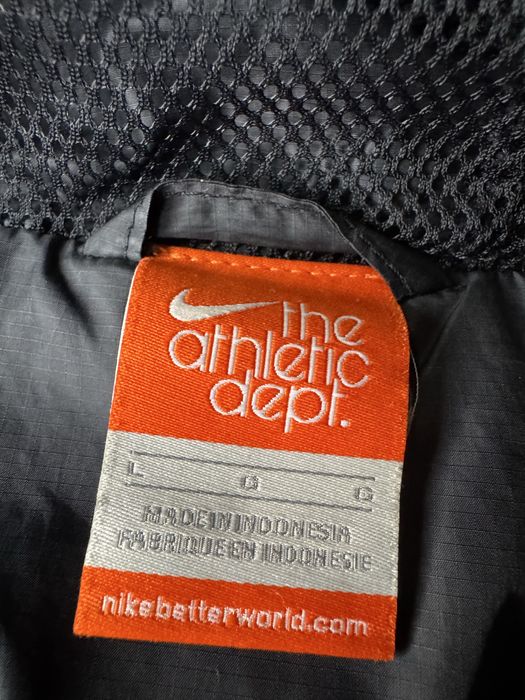 the
athletic
dept.
L G G
MADE IN INDONESIA
FABRIQUE EN INDONESIE
nikebetterworld.com